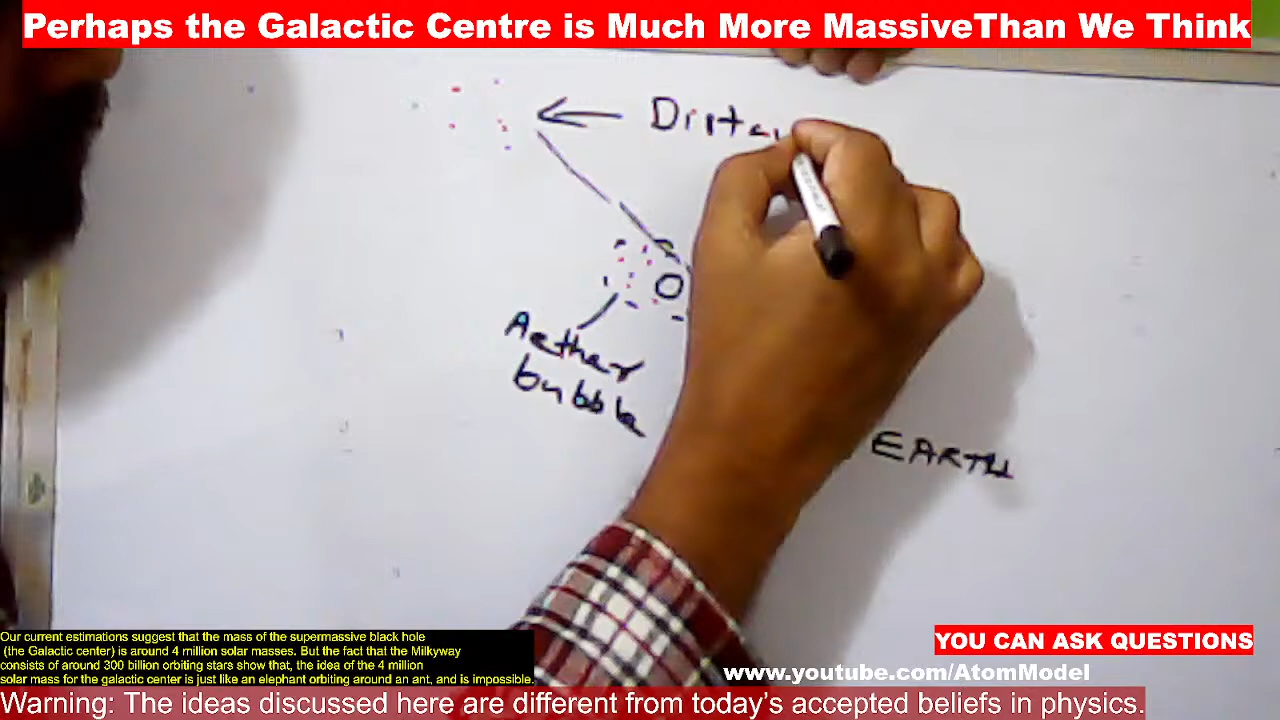 Perhaps the Galactic Centre is Much More MassiveThan We Think
Aether
bubble
EARTH
Our current estimations suggest that the mass of the supermassive black hole
(the Galactic center) is around 4 million solar masses. But the fact that the Milkyway
consists of around 300 billion orbiting stars show that, the idea of the 4 million
solar mass for the galactic center is just like an elephant orbiting around an ant, and is impossible.
YOU CAN ASK QUESTIONS
www.youtube.com/AtomModel
Warning: The ideas discussed here are different from today's accepted beliefs in physics.